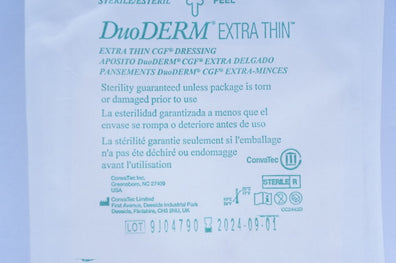 STERILE/ESTERIL PEEL
DuoDERM® EXTRA THIN™
EXTRA THIN CGF® DRESSING
APOSITO DuoDERM® CGF® EXTRA DELGADO
PANSEMENTS DuoDERM® CGF® EXTRA-MINCES
Sterility guaranteed unless package is torn
or damaged prior to use
La esterilidad garantizada a menos que el
envase se rompa o deteriore antes de uso
La stérilité garantie seulement si l'emballage
n'a pas éte déchiré ou endomagge
avant l'utilisation
ConvaTec
ConvaTec Inc.
Greensboro, NC 27409
USA
STERILE R
ConvaTec Limited
First Avenue, Deeside Industrial Park
Deeside, Flintshire, CH5 2NU, UK
LOT 9J04790 2024-09-01